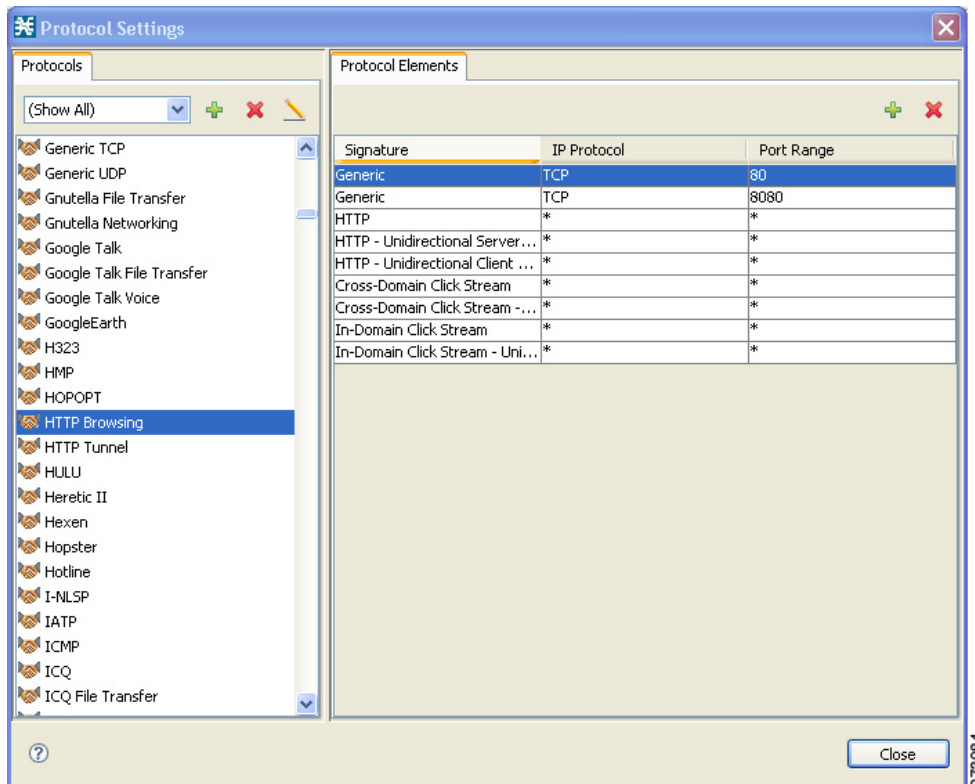 Protocol Settings
Protocols
(Show All)
Generic TCP
Generic UDP
Gnutella File Transfer
Gnutella Networking
Google Talk
Google Talk File Transfer
Google Talk Voice
GoogleEarth
H323
HMP
HOPOPT
HTTP Browsing
HTTP Tunnel
HULU
Heretic II
Hexen
Hopster
Hotline
I-NLSP
IATP
ICMP
ICQ
ICQ File Transfer
Protocol Elements
Signature IP Protocol Port Range
Generic TCP 80
Generic TCP 8080
HTTP * *
HTTP - Unidirectional Server... * *
HTTP - Unidirectional Client ... * *
Cross-Domain Click Stream * *
Cross-Domain Click Stream -... * *
In-Domain Click Stream * *
In-Domain Click Stream - Uni... * *
?
Close